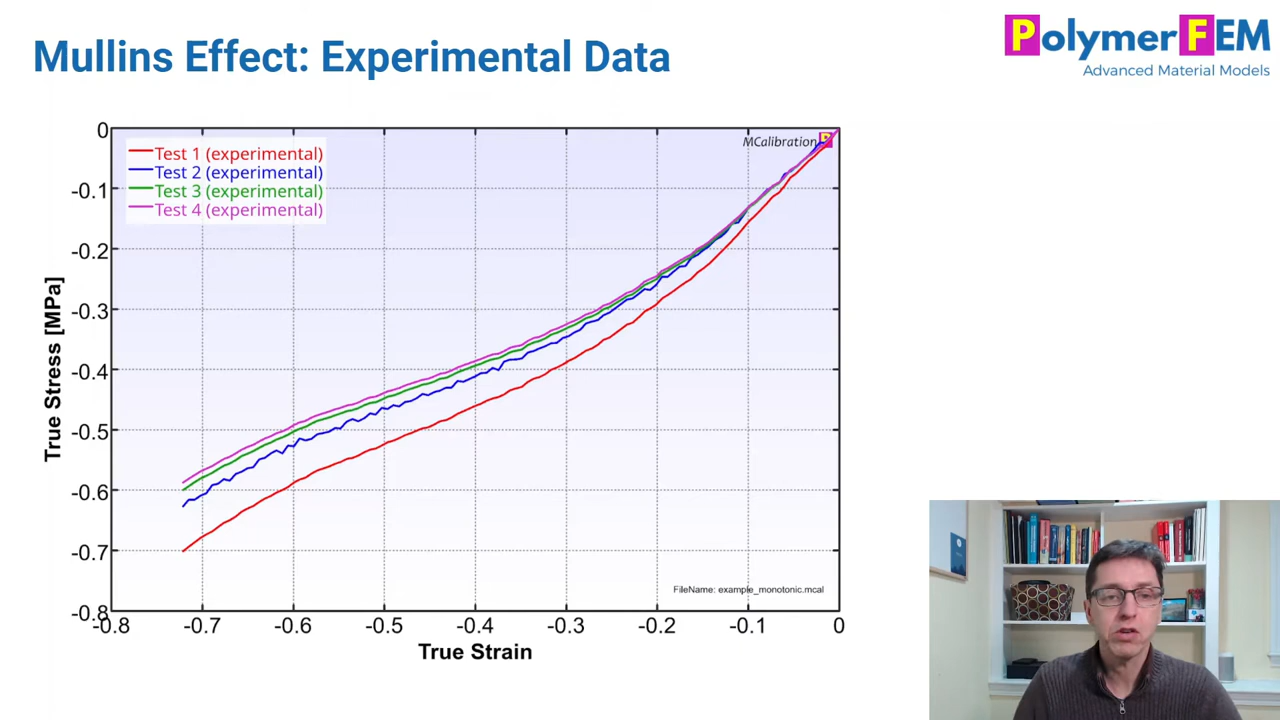 Mullins Effect: Experimental Data
PolymerFEM
Advanced Material Models
Test 1 (experimental)
Test 2 (experimental)
Test 3 (experimental)
Test 4 (experimental)
MCalibration
0
-0.1
-0.2
-0.3
-0.4
-0.5
-0.6
-0.7
-0.8
True Stress [MPa]
FileName: example_monotonic.mcal
-0.8 -0.7 -0.6 -0.5 -0.4 -0.3 -0.2 -0.1 0
True Strain